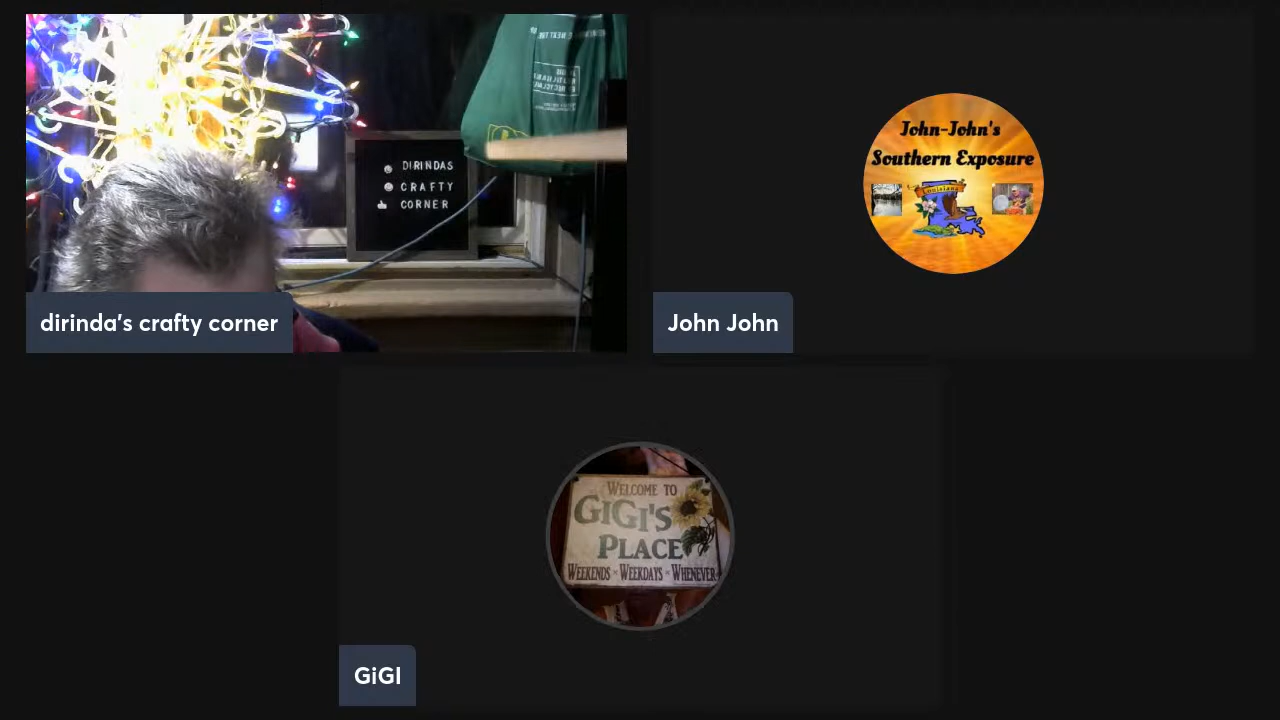 DIRINDAS
CRAFTY
CORNER
dirinda's crafty corner
John-John's
Southern Exposure
Louisiana
John John
WELCOME TO
GIGI'S
PLACE
WEEKENDS - WEEKDAYS - WHENEVER
GiGI